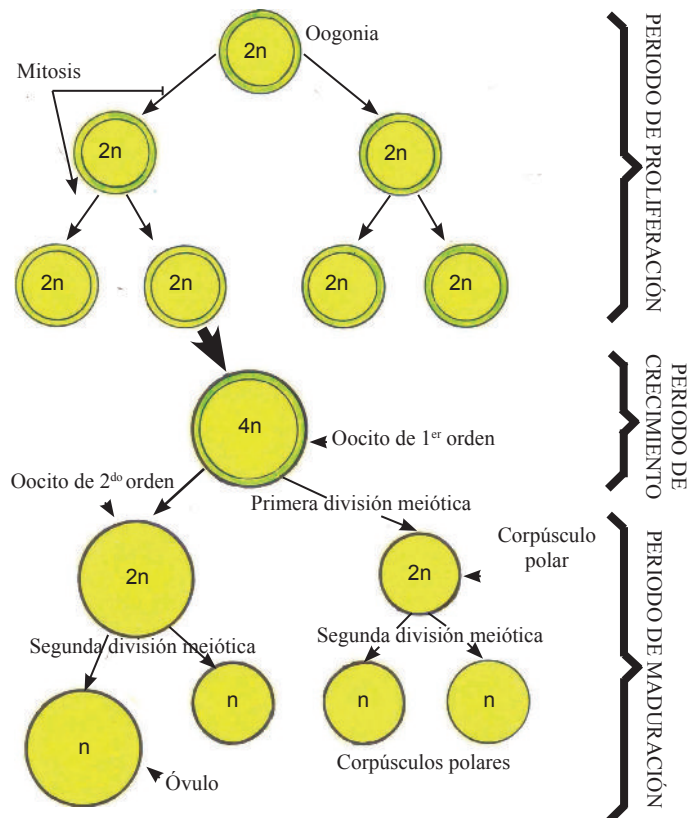 2n
Oogonia
Mitosis
2n
2n
2n
2n
2n
2n
PERIODO DE PROLIFERACIÓN
4n
Oocito de 1er orden
PERIODO DE
CRECIMIENTO
Oocito de 2do orden
Primera división meiótica
2n
2n
Corpúsculo
polar
Segunda división meiótica
Segunda división meiótica
n
n
n
n
Óvulo
Corpúsculos polares
PERIODO DE MADURACIÓN